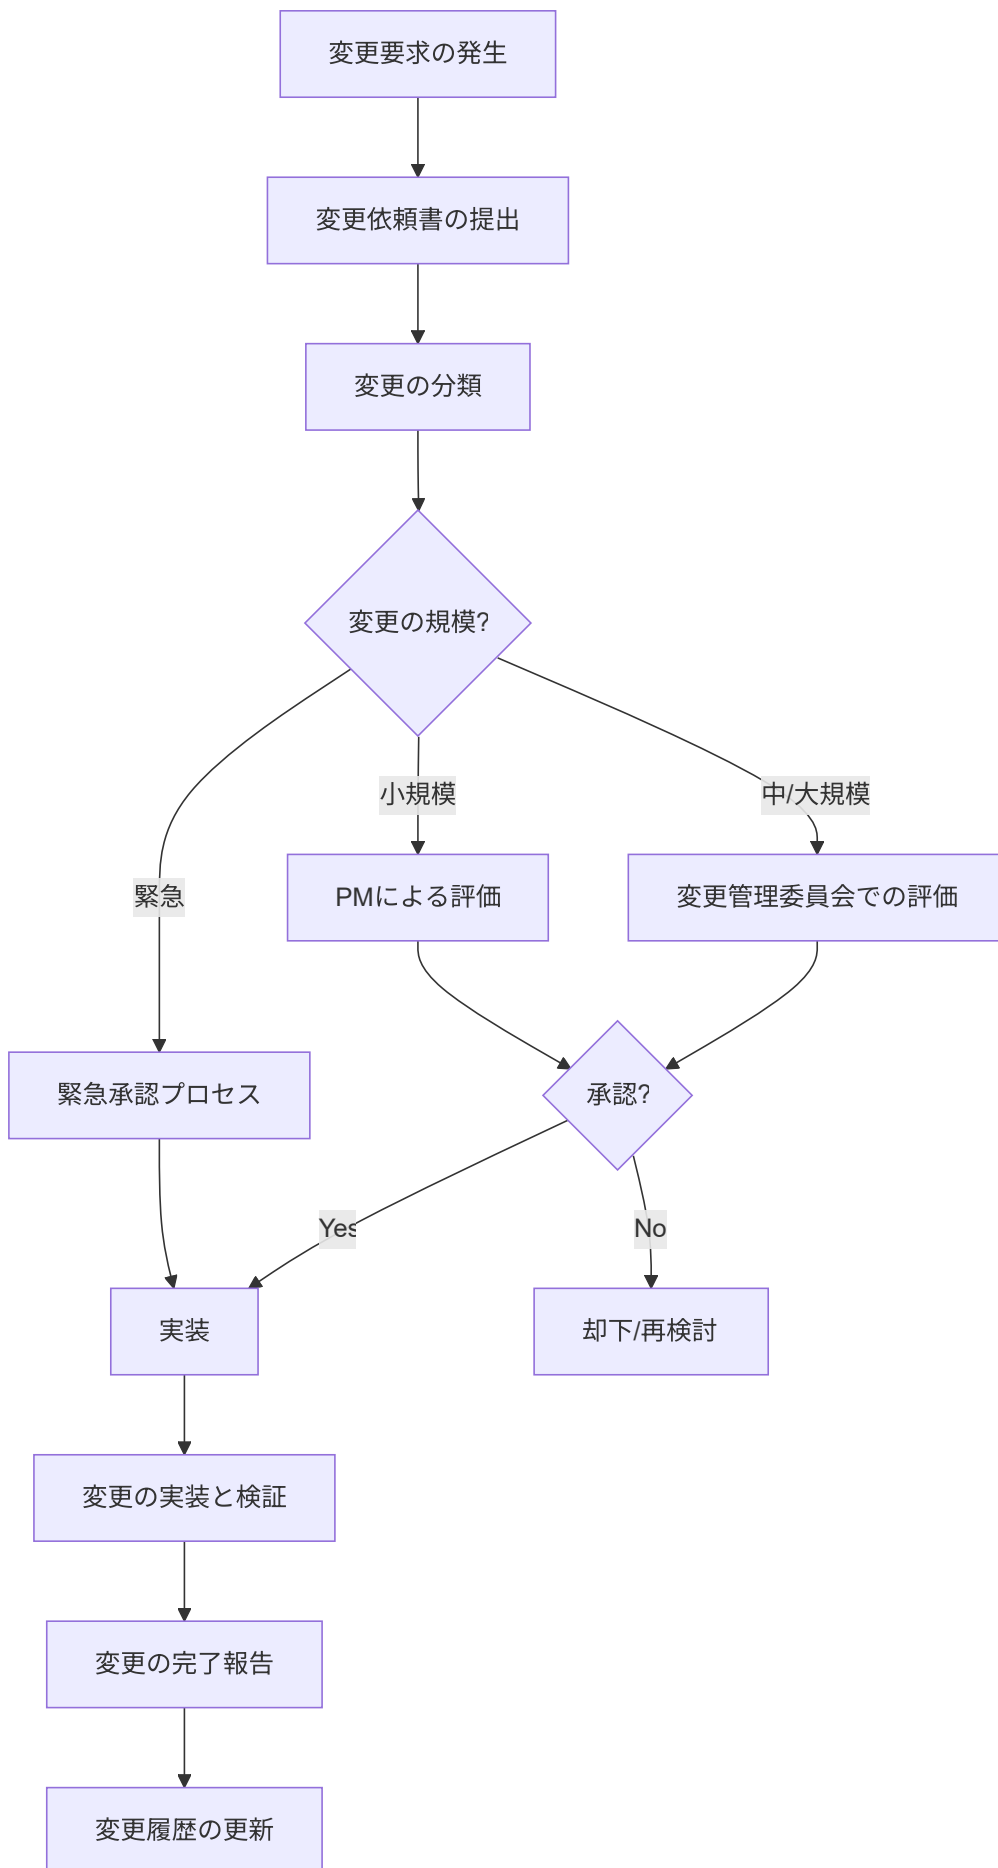 変更要求の発生
変更依頼書の提出
変更の分類
変更の規模?
小規模
中/大規模
緊急
PMによる評価
変更管理委員会での評価
緊急承認プロセス
承認?
Yes
No
実装
却下/再検討
変更の実装と検証
変更の完了報告
変更履歴の更新